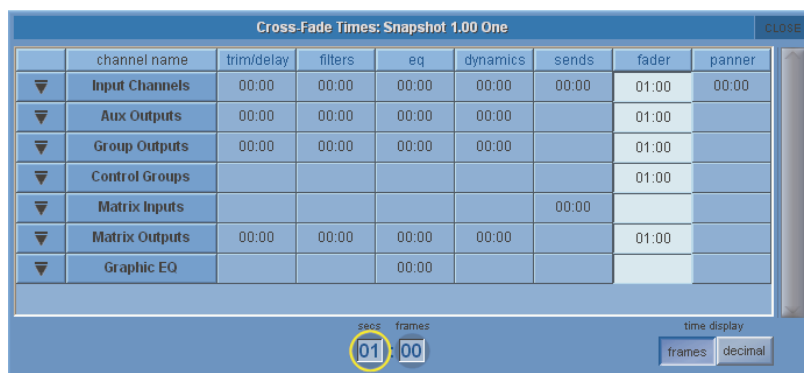 Cross-Fade Times: Snapshot 1.00 One CLOSE
channel name trim/delay filters eq dynamics sends fader panner
Input Channels 00:00 00:00 00:00 00:00 00:00 01:00 00:00
Aux Outputs 00:00 00:00 00:00 00:00 01:00
Group Outputs 00:00 00:00 00:00 00:00 01:00
Control Groups 01:00
Matrix Inputs 00:00
Matrix Outputs 00:00 00:00 00:00 00:00 01:00
Graphic EQ 00:00
secs frames time display
01 : 00 frames decimal